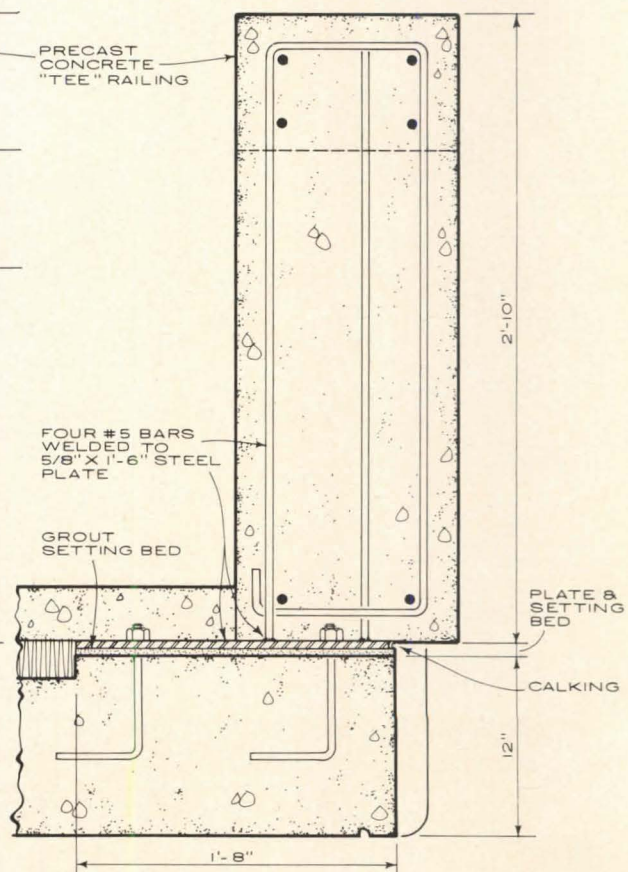 PRECAST
CONCRETE
"TEE" RAILING
2'-10"
FOUR #5 BARS
WELDED TO
5/8" X 1'-6" STEEL
PLATE
GROUT
SETTING BED
PLATE &
SETTING
BED
CALKING
12"
1'-8"